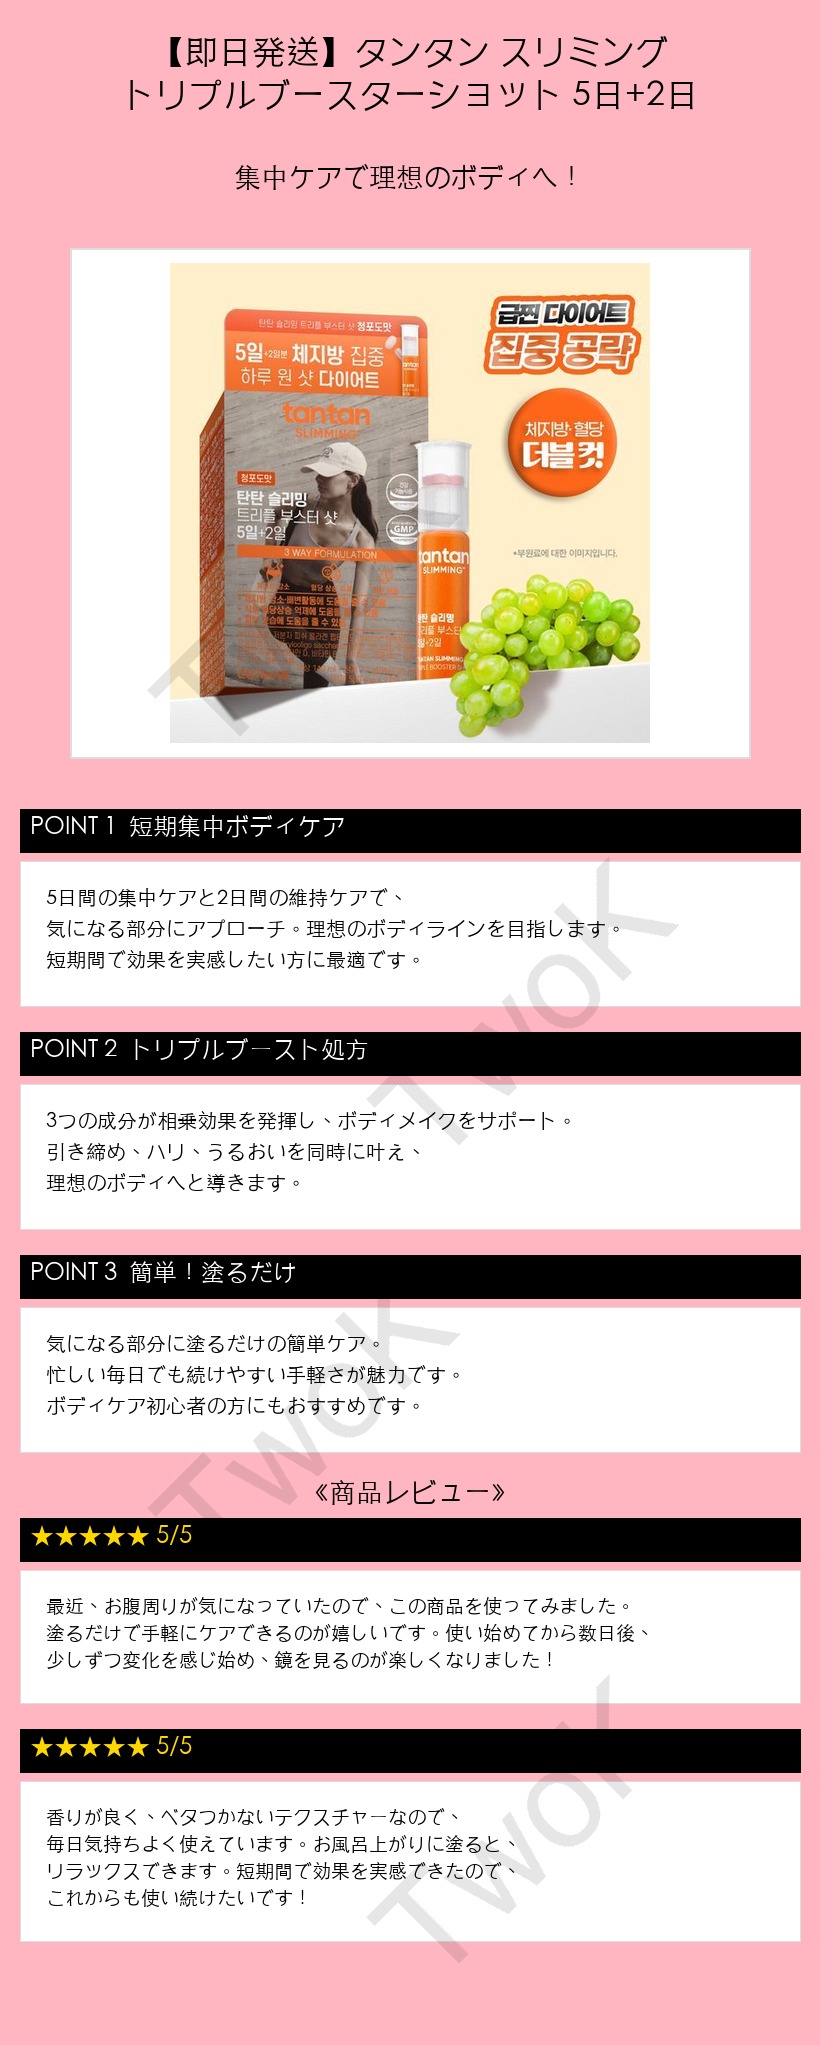 【即日発送】タンタン スリミング
トリプルブースターショット 5日+2日
集中ケアで理想のボディへ！
탄탄 슬리밍 트리플 부스터 샷 청포도맛
5일+2일분 체지방 집중
하루 원 샷 다이어트
tantan
SLIMMING
청포도맛
탄탄 슬리밍
트리플 부스터 샷
5일+2일
GMP
3 WAY FORMULATION
tantan
SLIMMING
탄탄 슬리밍
급찐 다이어트
집중 공략
체지방·혈당
더블 컷!
*부원료에 대한 이미지입니다.
POINT 1 短期集中ボディケア
5日間の集中ケアと2日間の維持ケアで、
気になる部分にアプローチ。理想のボディラインを目指します。
短期間で効果を実感したい方に最適です。
POINT 2 トリプルブースト処方
3つの成分が相乗効果を発揮し、ボディメイクをサポート。
引き締め、ハリ、うるおいを同時に叶え、
理想のボディへと導きます。
POINT 3 簡単！塗るだけ
気になる部分に塗るだけの簡単ケア。
忙しい毎日でも続けやすい手軽さが魅力です。
ボディケア初心者の方にもおすすめです。
《商品レビュー》
★★★★★ 5/5
最近、お腹周りが気になっていたので、この商品を使ってみました。
塗るだけで手軽にケアできるのが嬉しいです。使い始めてから数日後、
少しずつ変化を感じ始め、鏡を見るのが楽しくなりました！
★★★★★ 5/5
香りが良く、ベタつかないテクスチャーなので、
毎日気持ちよく使えています。お風呂上がりに塗ると、
リラックスできます。短期間で効果を実感できたので、
これからも使い続けたいです！
TwoK
TwoK
TwoK